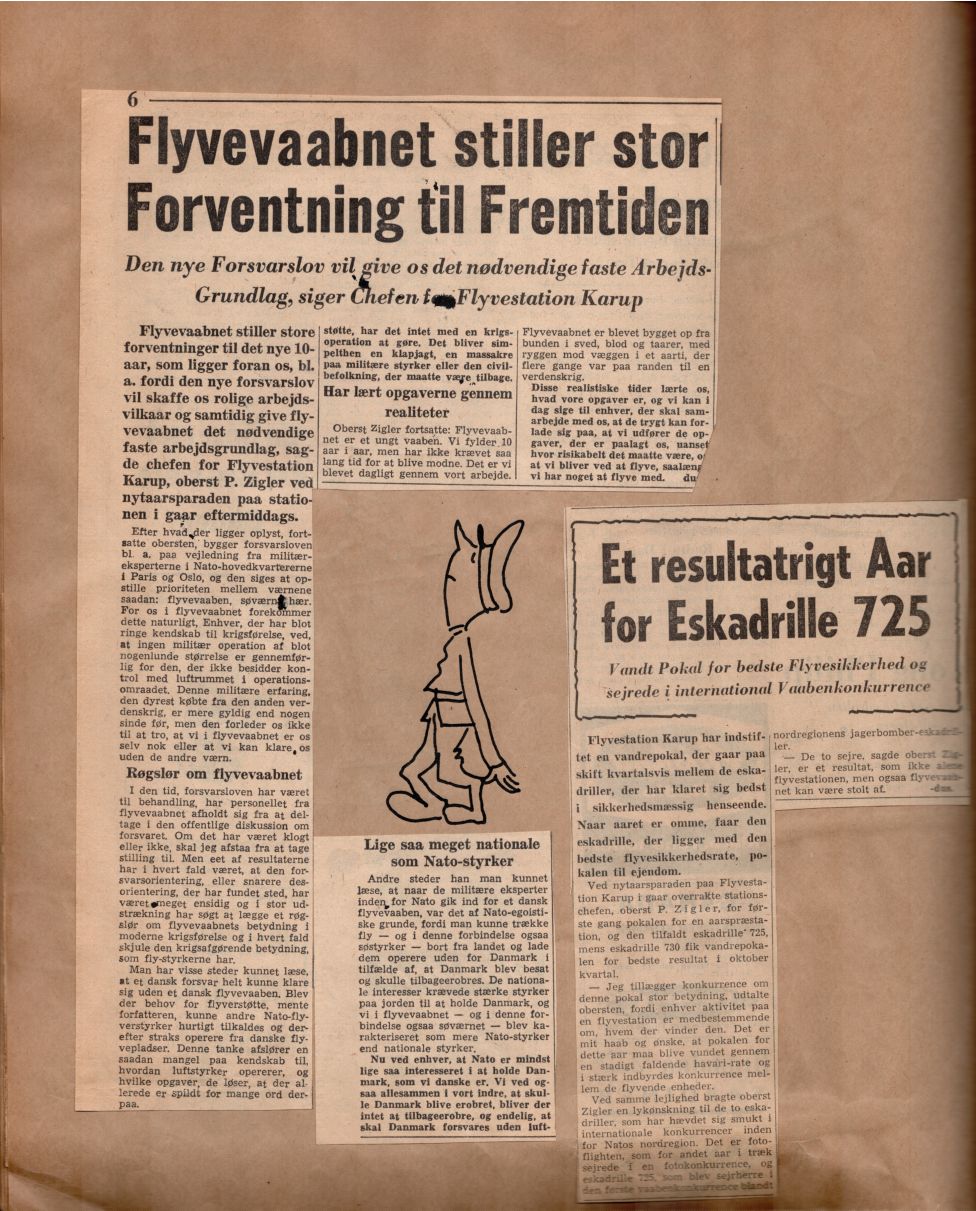 6
Flyvevaabnet stiller stor
Forventning til Fremtiden
Den nye Forsvarslov vil give os det nødvendige faste Arbejds-
Grundlag, siger Chefen for Flyvestation Karup
Flyvevaabnet stiller store
forventninger til det nye 10-
aar, som ligger foran os, bl.
a. fordi den nye forsvarslov
vil skaffe os rolige arbejds-
vilkaar og samtidig give fly-
vevaabnet det nødvendige
faste arbejdsgrundlag, sag-
de chefen for Flyvestation
Karup, oberst P. Zigler ved
nytaarsparaden paa statio-
nen i gaar eftermiddags.
Efter hvad der ligger oplyst, fort-
satte obersten, bygger forsvarsloven
bl. a. paa vejledning fra militær-
eksperterne i Nato-hovedkvartererne
i Paris og Oslo, og den siges at op-
stille prioriteten mellem værnene
saadan: flyvevaaben, søværn, hær.
For os i flyvevaabnet forekommer
dette naturligt, Enhver, der har blot
ringe kendskab til krigsførelse, ved,
at ingen militær operation af blot
nogenlunde størrelse er gennemfør-
lig for den, der ikke besidder kon-
trol med luftrummet i operations-
omraadet. Denne militære erfaring,
den dyrest købte fra den anden ver-
denskrig, er mere gyldig end nogen
sinde før, men den forleder os ikke
til at tro, at vi i flyvevaabnet er os
selv nok eller at vi kan klare os
uden de andre værn.
Røgslør om flyvevaabnet
I den tid, forsvarsloven har været
til behandling, har personellet fra
flyvevaabnet afholdt sig fra at del-
tage i den offentlige diskussion om
forsvaret. Om det har været klogt
eller ikke, skal jeg afstaa fra at tage
stilling til. Men eet af resultaterne
har i hvert fald været, at den for-
svarsorientering, eller snarere des-
orientering, der har fundet sted, har
været meget ensidig og i stor ud-
strækning har søgt at lægge et røg-
slør om flyvevaabnets betydning i
moderne krigsførelse og i hvert fald
skjule den krigsafgørende betydning,
som fly-styrkerne har.
Man har visse steder kunnet læse,
at et dansk forsvar helt kunne klare
sig uden et dansk flyvevaaben. Blev
der behov for flyverstøtte, mente
forfatteren, kunne andre Nato-fly-
verstyrker hurtigt tilkaldes og der-
efter straks operere fra danske fly-
vepladser. Denne tanke afslører en
saadan mangel paa kendskab til,
hvordan luftstyrker opererer, og
hvilke opgaver, de løser, at der al-
lerede er spildt for mange ord der-
paa.
Lige saa meget nationale
som Nato-styrker
Andre steder han man kunnet
læse, at naar de militære eksperter
inden for Nato gik ind for et dansk
flyvevaaben, var det af Nato-egoisti-
ske grunde, fordi man kunne trække
fly — og i denne forbindelse ogsaa
søstyrker — bort fra landet og lade
dem operere uden for Danmark i
tilfælde af, at Danmark blev besat
og skulle tilbageerobres. De nationa-
le interesser krævede stærke styrker
paa jorden til at holde Danmark, og
vi i flyvevaabnet — og i denne for-
bindelse ogsaa søværnet — blev ka-
rakteriseret som mere Nato-styrker
end nationale styrker.
Nu ved enhver, at Nato er mindst
lige saa interesseret i at holde Dan-
mark, som vi danske er. Vi ved og-
saa allesammen i vort indre, at skul-
le Danmark blive erobret, bliver der
intet at tilbageerobre, og endelig, at
skal Danmark forsvares uden luft-
støtte, har det intet med en krigs-
operation at gøre. Det bliver sim-
pelthen en klapjagt, en massakre
paa militære styrker eller den civil-
befolkning, der maatte være tilbage.
Har lært opgaverne gennem
realiteter
Oberst Zigler fortsatte: Flyvevaab-
net er et ungt vaaben. Vi fylder 10
aar i aar, men har ikke krævet saa
lang tid for at blive modne. Det er vi
blevet dagligt gennem vort arbejde.
Flyvevaabnet er blevet bygget op fra
bunden i sved, blod og taarer, med
ryggen mod væggen i et aarti, der
flere gange var paa randen til en
verdenskrig.
Disse realistiske tider lærte os,
hvad vore opgaver er, og vi kan i
dag sige til enhver, der skal sam-
arbejde med os, at de trygt kan for-
lade sig paa, at vi udfører de op-
gaver, der er paalagt os, uanset
hvor risikabelt det maatte være, og
at vi bliver ved at flyve, saalæng
vi har noget at flyve med. du
Et resultatrigt Aar
for Eskadrille 725
Vandt Pokal for bedste Flyvesikkerhed og
sejrede i international Vaabenkonkurrence
Flyvestation Karup har indstif-
tet en vandrepokal, der gaar paa
skift kvartalsvis mellem de eska-
driller, der har klaret sig bedst
i sikkerhedsmæssig henseende.
Naar aaret er omme, faar den
eskadrille, der ligger med den
bedste flyvesikkerhedsrate, po-
kalen til ejendom.
Ved nytaarsparaden paa Flyvesta-
tion Karup i gaar overrakte stations-
chefen, oberst P. Zigler, for før-
ste gang pokalen for en aarspræsta-
tion, og den tilfaldt eskadrille 725,
mens eskadrille 730 fik vandrepoka-
len for bedste resultat i oktober
kvartal.
— Jeg tillægger konkurrence om
denne pokal stor betydning, udtalte
obersten, fordi enhver aktivitet paa
en flyvestation er medbestemmende
om, hvem der vinder den. Det er
mit haab og ønske, at pokalen for
dette aar maa blive vundet gennem
en stadigt faldende havari-rate og
i stærk indbyrdes konkurrence mel-
lem de flyvende enheder.
Ved samme lejlighed bragte oberst
Zigler en lykønskning til de to eska-
driller, som har hævdet sig smukt i
internationale konkurrencer inden
for Natos nordregion. Det er foto-
flighten, som for andet aar i træk
sejrede i en fotokonkurrence, og
eskadrille 725, som blev sejrherre i
den første vaabenkonkurrence blandt
nordregionens jagerbomber-eskadril-
ler.
— De to sejre, sagde oberst Zig-
ler, er et resultat, som ikke alene
flyvestationen, men ogsaa flyvevaab-
net kan være stolt af.